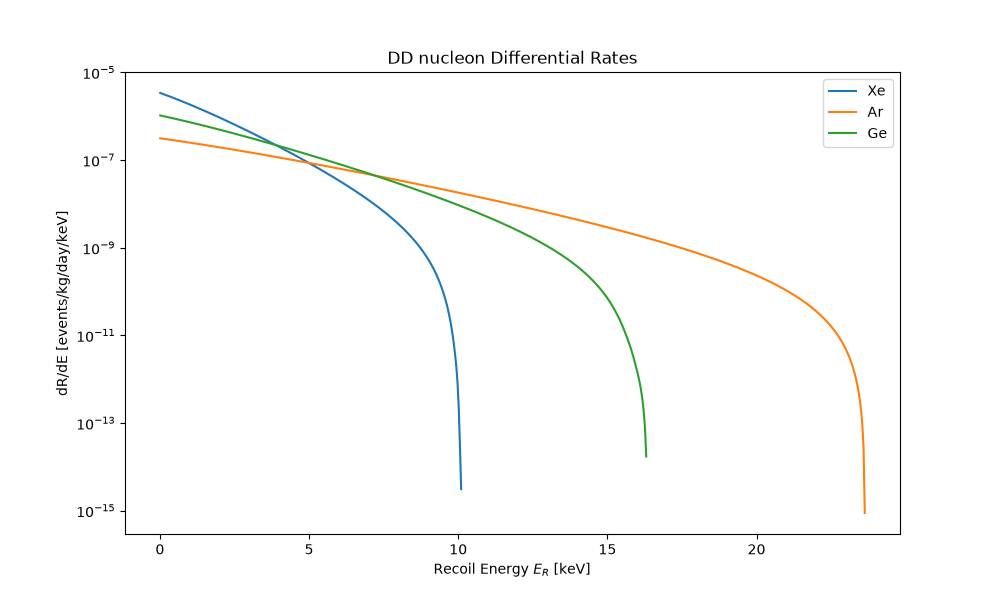 DD nucleon Differential Rates
Xe
Ar
Ge
dR/dE [events/kg/day/keV]
10⁻⁵
10⁻⁷
10⁻⁹
10⁻¹¹
10⁻¹³
10⁻¹⁵
0 5 10 15 20
Recoil Energy E_R [keV]